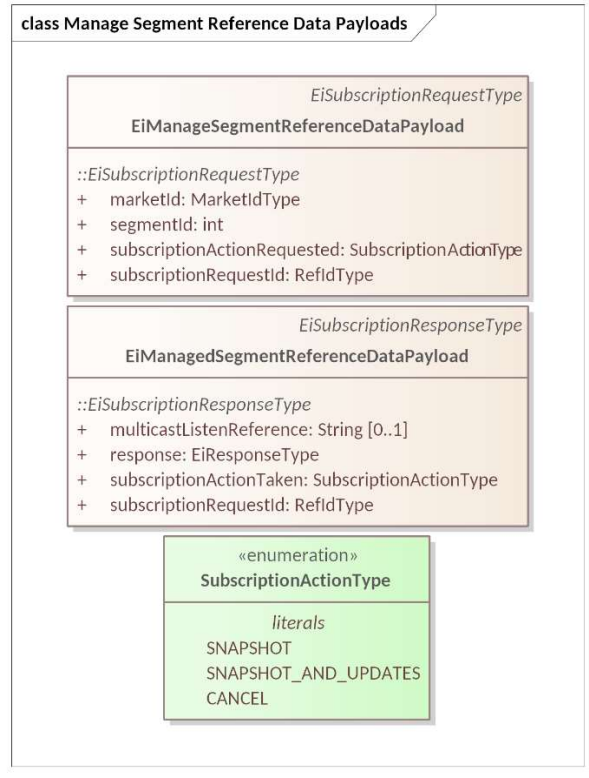 class Manage Segment Reference Data Payloads
EiSubscriptionRequestType
EiManageSegmentReferenceDataPayload
::EiSubscriptionRequestType
+ marketId: MarketIdType
+ segmentId: int
+ subscriptionActionRequested: SubscriptionActionType
+ subscriptionRequestId: RefIdType
EiSubscriptionResponseType
EiManagedSegmentReferenceDataPayload
::EiSubscriptionResponseType
+ multicastListenReference: String [0..1]
+ response: EiResponseType
+ subscriptionActionTaken: SubscriptionActionType
+ subscriptionRequestId: RefIdType
«enumeration»
SubscriptionActionType
literals
SNAPSHOT
SNAPSHOT_AND_UPDATES
CANCEL